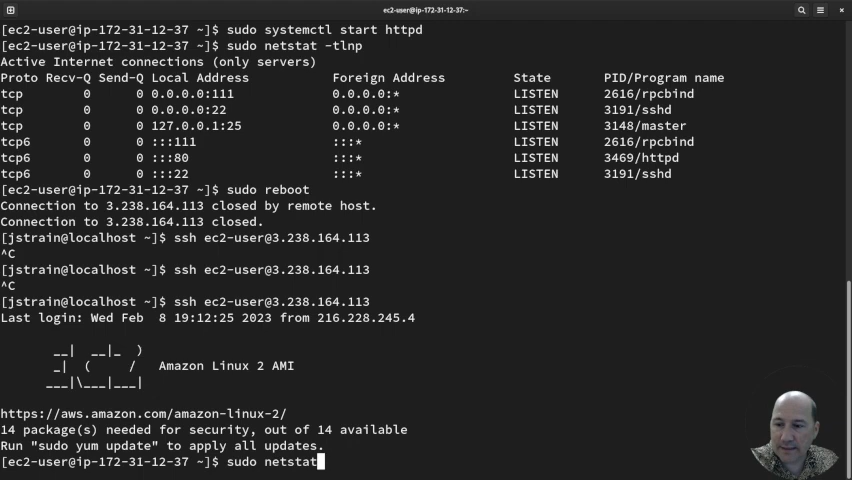 ec2-user@ip-172-31-12-37:~
[ec2-user@ip-172-31-12-37 ~]$ sudo systemctl start httpd
[ec2-user@ip-172-31-12-37 ~]$ sudo netstat -tlnp
Active Internet connections (only servers)
Proto Recv-Q Send-Q Local Address           Foreign Address         State       PID/Program name
tcp        0      0 0.0.0.0:111             0.0.0.0:*               LISTEN      2616/rpcbind
tcp        0      0 0.0.0.0:22              0.0.0.0:*               LISTEN      3191/sshd
tcp        0      0 127.0.0.1:25            0.0.0.0:*               LISTEN      3148/master
tcp6       0      0 :::111                  :::*                    LISTEN      2616/rpcbind
tcp6       0      0 :::80                   :::*                    LISTEN      3469/httpd
tcp6       0      0 :::22                   :::*                    LISTEN      3191/sshd
[ec2-user@ip-172-31-12-37 ~]$ sudo reboot
Connection to 3.238.164.113 closed by remote host.
Connection to 3.238.164.113 closed.
[jstrain@localhost ~]$ ssh ec2-user@3.238.164.113
^C
[jstrain@localhost ~]$ ssh ec2-user@3.238.164.113
^C
[jstrain@localhost ~]$ ssh ec2-user@3.238.164.113
Last login: Wed Feb  8 19:12:25 2023 from 216.228.245.4
       __|  __|_  )
       _|  (     /   Amazon Linux 2 AMI
      ___|\___|___|
https://aws.amazon.com/amazon-linux-2/
14 package(s) needed for security, out of 14 available
Run "sudo yum update" to apply all updates.
[ec2-user@ip-172-31-12-37 ~]$ sudo netstat